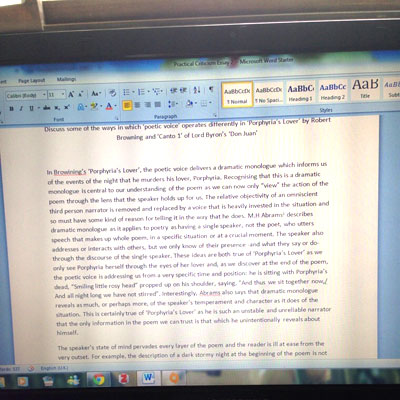 Practical Criticism Essay 2 - Microsoft Word Starter
Page Layout Mailings
Calibri (Body) 11
Font Paragraph Styles
AaBbCcDc AaBbCcDc AaBbC AaBbCc AaB AaBbCc
¶ Normal ¶ No Spaci... Heading 1 Heading 2 Title
Discuss some of the ways in which 'poetic voice' operates differently in 'Porphyria's Lover' by Robert
Browning and 'Canto 1' of Lord Byron's 'Don Juan'
In Browning's 'Porphyria's Lover', the poetic voice delivers a dramatic monologue which informs us
of the events of the night that he murders his lover, Porphyria. Recognising that this is a dramatic
monologue is central to our understanding of the poem as we can now only "view" the action of the
poem through the lens that the speaker holds up for us. The relative objectivity of an omniscient
third person narrator is removed and replaced by a voice that is heavily invested in the situation and
so must have some kind of reason for telling it in the way that he does. M.H Abrams' describes
dramatic monologue as it applies to poetry as having a single speaker, not the poet, who utters
speech that makes up whole poem, in a specific situation or at a crucial moment. The speaker also
addresses or interacts with others, but we only know of their presence and what they say or do
through the discourse of the single speaker. These ideas are both true of 'Porphyria's Lover' as we
only see Porphyria herself through the eyes of her lover and, as we discover at the end of the poem,
the poetic voice is addressing us from a very specific time and position: he is sitting with Porphyria's
dead, "Smiling little rosy head" propped up on his shoulder, saying, "And thus we sit together now,/
And all night long we have not stirred". Interestingly, Abrams also says that dramatic monologue
reveals as much, or perhaps more, of the speaker's temperament and character as it does of the
situation. This is certainly true of 'Porphyria's Lover' as he is such an unstable and unreliable narrator
that the only information in the poem we can trust is that which he unintentionally reveals about
himself.
The speaker's state of mind pervades every layer of the poem and the reader is ill at ease from the
very outset. For example, the description of a dark stormy night at the beginning of the poem is not
English (U.K.)